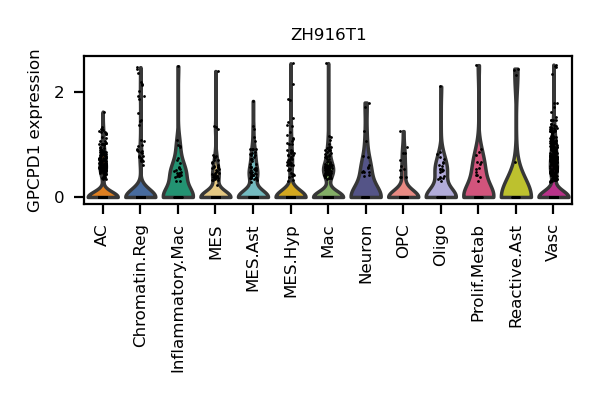 ZH916T1
GPCPD1 expression
2
0
AC
Chromatin.Reg
Inflammatory.Mac
MES
MES.Ast
MES.Hyp
Mac
Neuron
OPC
Oligo
Prolif.Metab
Reactive.Ast
Vasc